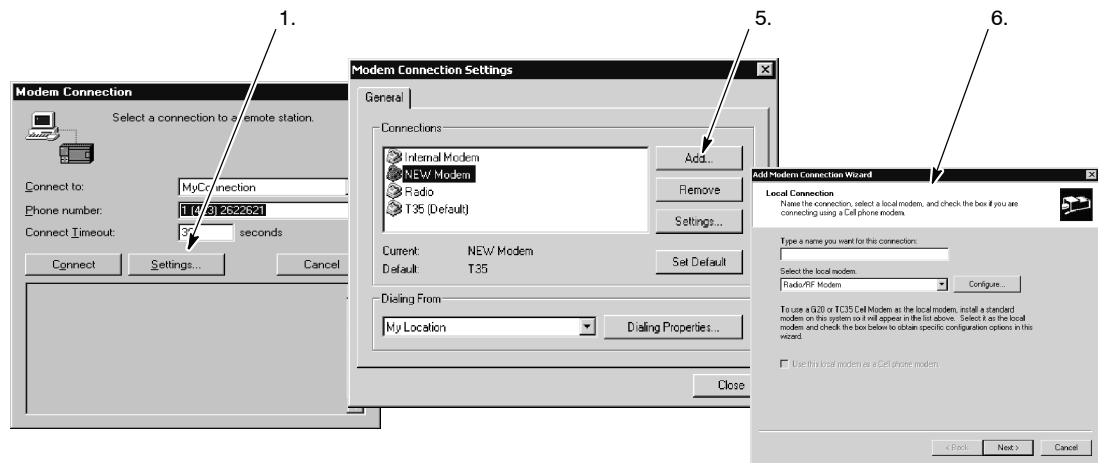 1.
5.
6.
Modem Connection
Select a connection to a remote station.
Connect to:
MyConnection
Phone number:
Connect Timeout:
seconds
Connect
Settings...
Cancel
Modem Connection Settings
General
Connections
Internal Modem
NEW Modem
Radio
T35 (Default)
Add...
Remove
Settings...
Current:
NEW Modem
Default:
T35
Set Default
Dialing From
My Location
Dialing Properties...
Close
Add Modem Connection Wizard
Local Connection
Name the connection, select a local modem, and check the box if you are
connecting using a Cell phone modem.
Type a name you want for this connection:
Select the local modem.
Radio/RF Modem
Configure...
To use a G20 or TC35 Cell Modem as the local modem, install a standard
modem on this system so it will appear in the list above. Select it as the local
modem and check the box below to obtain specific configuration options in this
wizard.
Use this local modem as a Cell phone modem.
< Back
Next >
Cancel